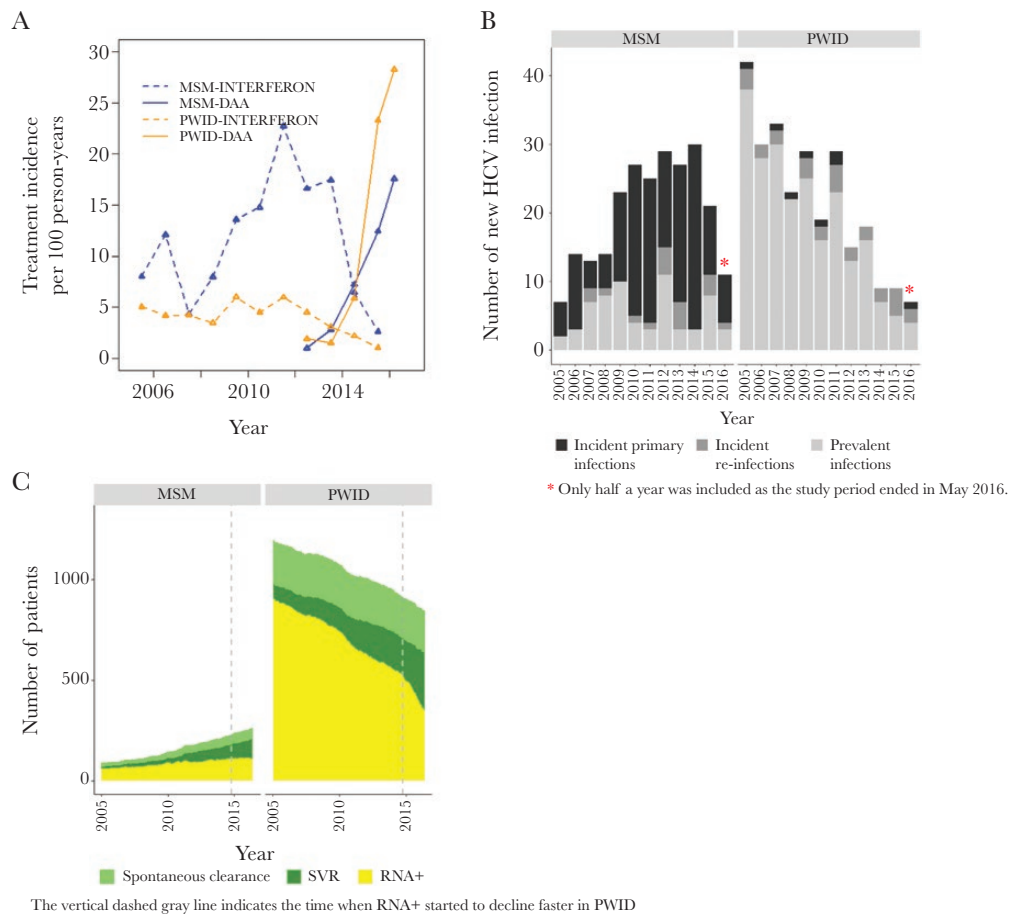 A
Treatment incidence
per 100 person-years
30
25
20
15
10
5
0
MSM-INTERFERON
MSM-DAA
PWID-INTERFERON
PWID-DAA
2006
2010
2014
Year
B
MSM
PWID
Number of new HCV infection
40
30
20
10
0
*
*
2005
2006
2007
2008
2009
2010
2011
2012
2013
2014
2015
2016
2005
2006
2007
2008
2009
2010
2011
2012
2013
2014
2015
2016
Year
Incident primary
infections
Incident
re-infections
Prevalent
infections
* Only half a year was included as the study period ended in May 2016.
C
MSM
PWID
Number of patients
1000
500
0
2005
2010
2015
2005
2010
2015
Year
Spontaneous clearance
SVR
RNA+
The vertical dashed gray line indicates the time when RNA+ started to decline faster in PWID